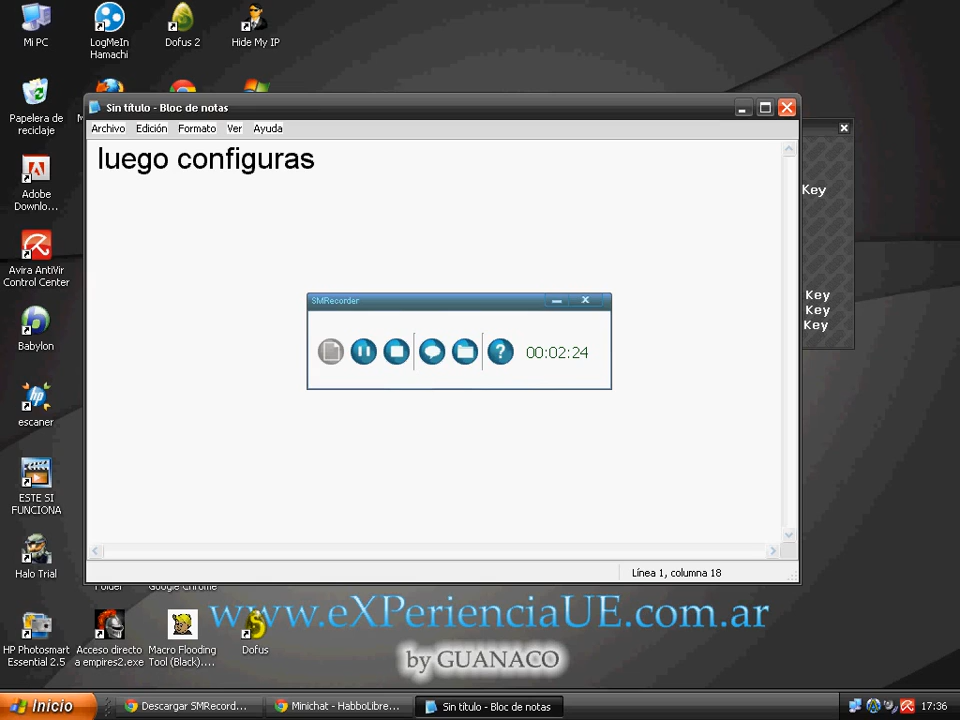 Mi PC
LogMeIn
Hamachi
Dofus 2
Hide My IP
Papelera de
reciclaje
Sin título - Bloc de notas
Archivo Edición Formato Ver Ayuda
luego configuras
Key
Adobe
Downlo...
Avira AntiVir
Control Center
SMRecorder
00:02:24
?
Key
Key
Key
Babylon
hp
escaner
ESTE SI
FUNCIONA
Halo Trial
Línea 1, columna 18
Folder
Google Chrome
www.eXPerienciaUE.com.ar
by GUANACO
HP Photosmart
Essential 2.5
Acceso directo
a empires2.exe
Macro Flooding
Tool (Black)....
Dofus
Inicio
Descargar SMRecord...
Minichat - HabboLibre...
Sin título - Bloc de notas
17:36